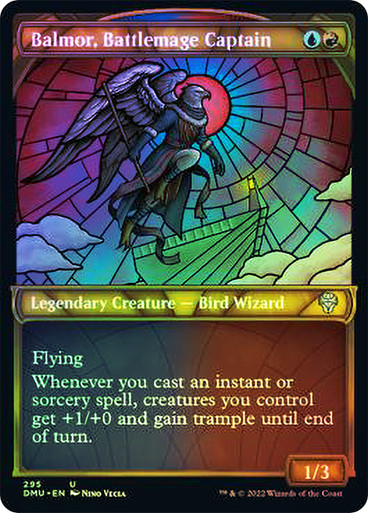 Balmor, Battlemage Captain
Legendary Creature — Bird Wizard
Flying
Whenever you cast an instant or
sorcery spell, creatures you control
get +1/+0 and gain trample until end
of turn.
295 U
DMU • EN Nino Vecia
™ & © 2022 Wizards of the Coast
1/3